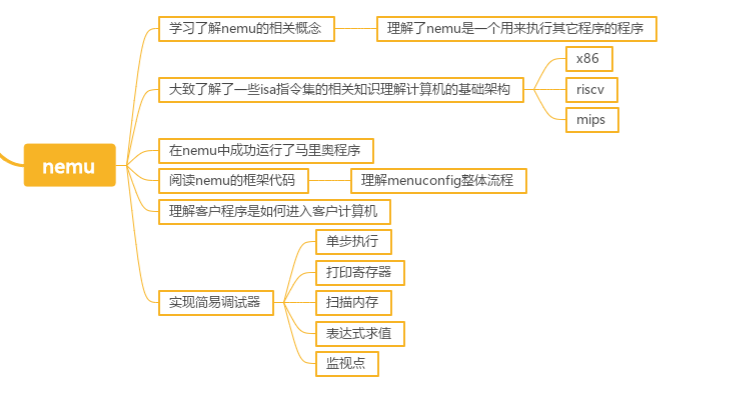 nemu
学习了解nemu的相关概念
理解了nemu是一个用来执行其它程序的程序
大致了解了一些isa指令集的相关知识理解计算机的基础架构
x86
riscv
mips
在nemu中成功运行了马里奥程序
阅读nemu的框架代码
理解menuconfig整体流程
理解客户程序是如何进入客户计算机
实现简易调试器
单步执行
打印寄存器
扫描内存
表达式求值
监视点